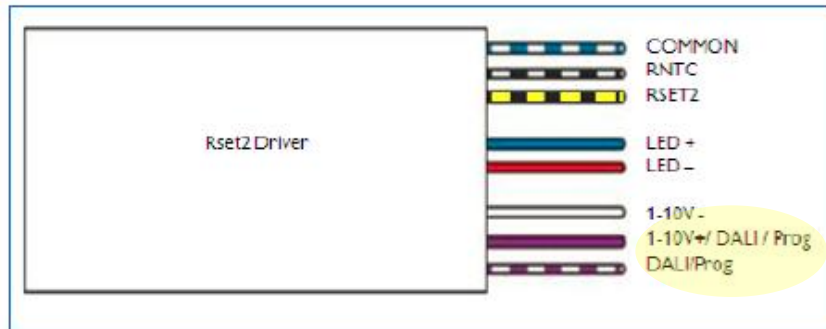 COMMON
RNTC
RSET2
Rset2 Driver
LED +
LED –
1-10V -
1-10V+/ DALI / Prog
DALI/Prog